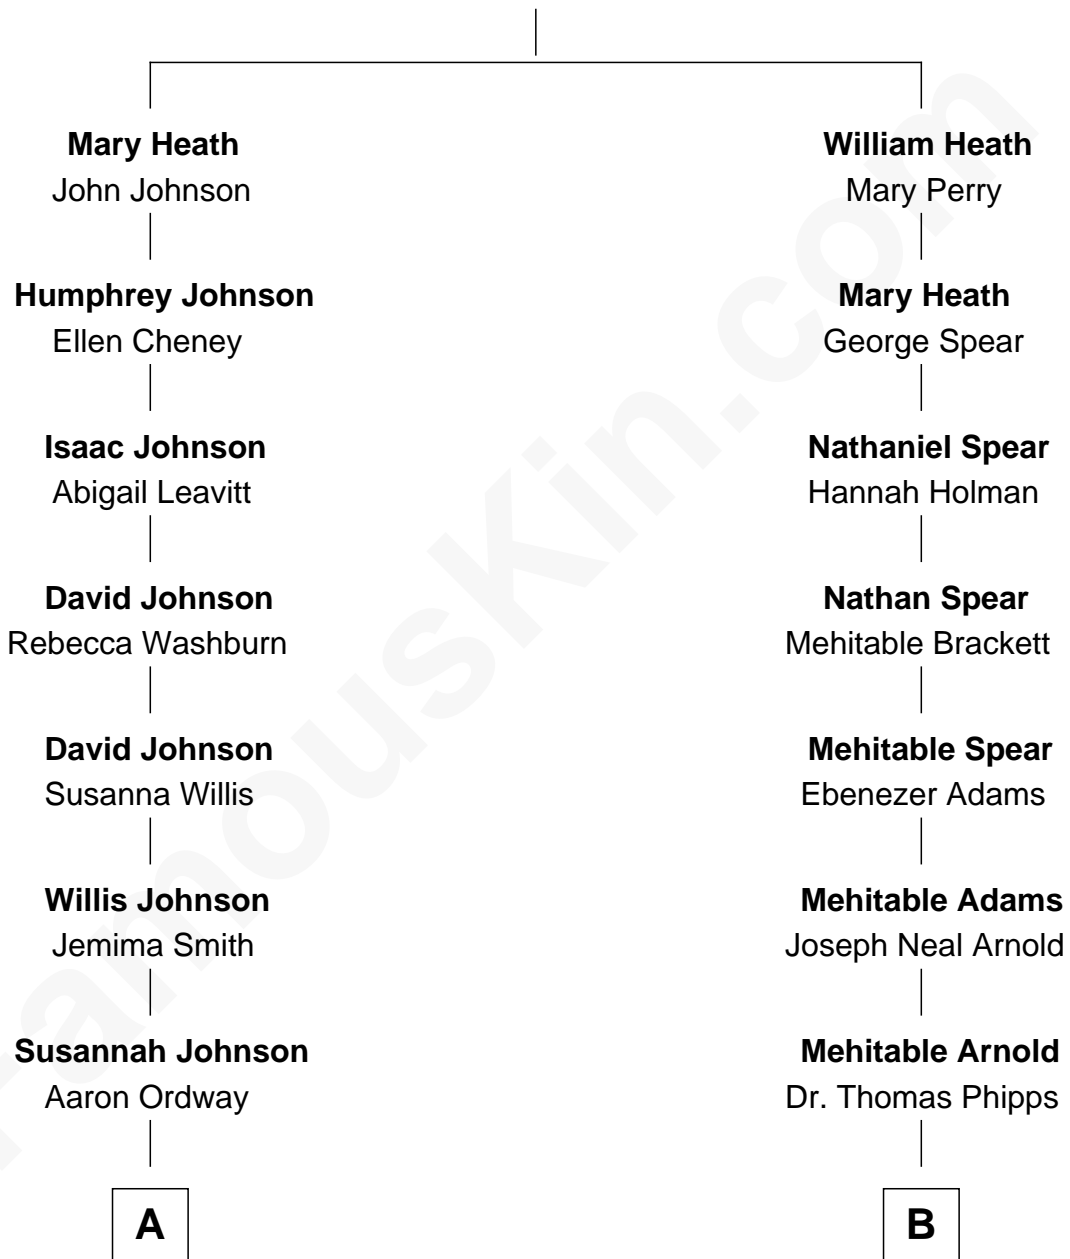 Mary Heath
John Johnson
William Heath
Mary Perry
Humphrey Johnson
Ellen Cheney
Mary Heath
George Spear
Isaac Johnson
Abigail Leavitt
Nathaniel Spear
Hannah Holman
David Johnson
Rebecca Washburn
Nathan Spear
Mehitable Brackett
David Johnson
Susanna Willis
Mehitable Spear
Ebenezer Adams
Willis Johnson
Jemima Smith
Mehitable Adams
Joseph Neal Arnold
Susannah Johnson
Aaron Ordway
Mehitable Arnold
Dr. Thomas Phipps
A
B
FamousKin.com